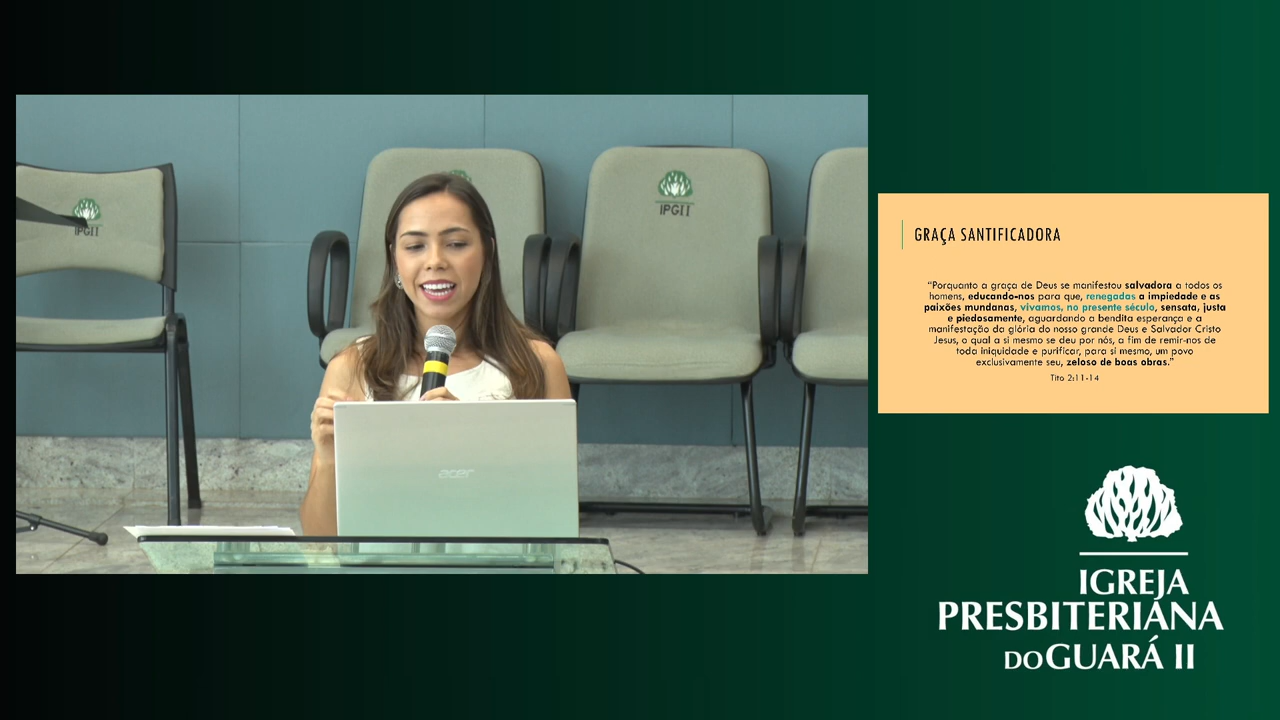 IPGII
IPGII
acer
GRAÇA SANTIFICADORA
“Porquanto a graça de Deus se manifestou salvadora a todos os
homens, educando-nos para que, renegadas a impiedade e as
paixões mundanas, vivamos, no presente século, sensata, justa
e piedosamente, aguardando a bendita esperança e a
manifestação da glória do nosso grande Deus e Salvador Cristo
Jesus, o qual a si mesmo se deu por nós, a fim de remir-nos de
toda iniquidade e purificar, para si mesmo, um povo
exclusivamente seu, zeloso de boas obras.”
Tito 2:11-14
IGREJA
PRESBITERIANA
DO GUARÁ II